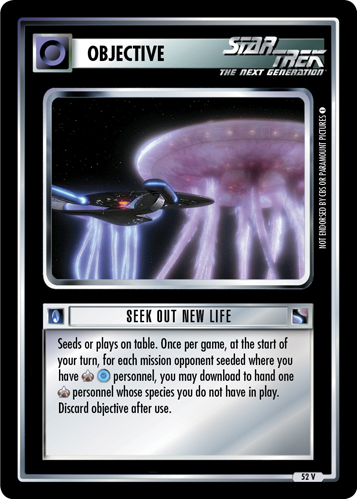 OBJECTIVE
STAR TREK
THE NEXT GENERATION
NOT ENDORSED BY CBS OR PARAMOUNT PICTURES
SEEK OUT NEW LIFE
Seeds or plays on table. Once per game, at the start of
your turn, for each mission opponent seeded where you
have personnel, you may download to hand one
personnel whose species you do not have in play.
Discard objective after use.
52 V